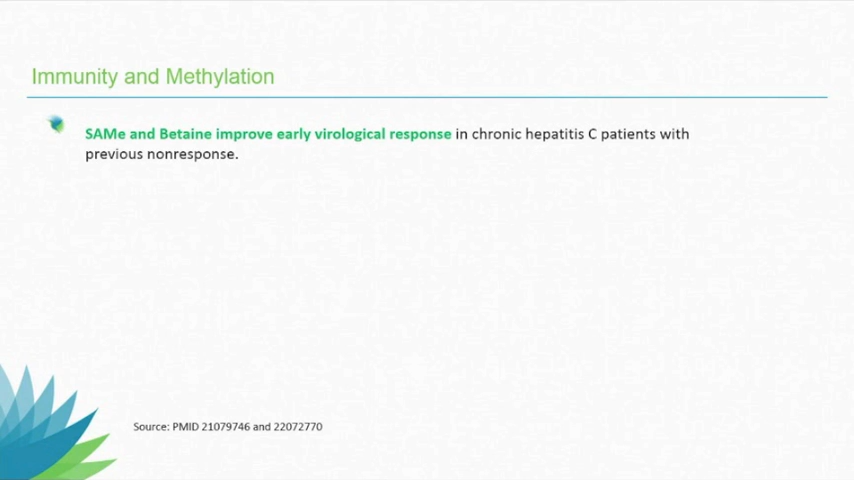 Immunity and Methylation
SAMe and Betaine improve early virological response in chronic hepatitis C patients with
previous nonresponse.
Source: PMID 21079746 and 22072770